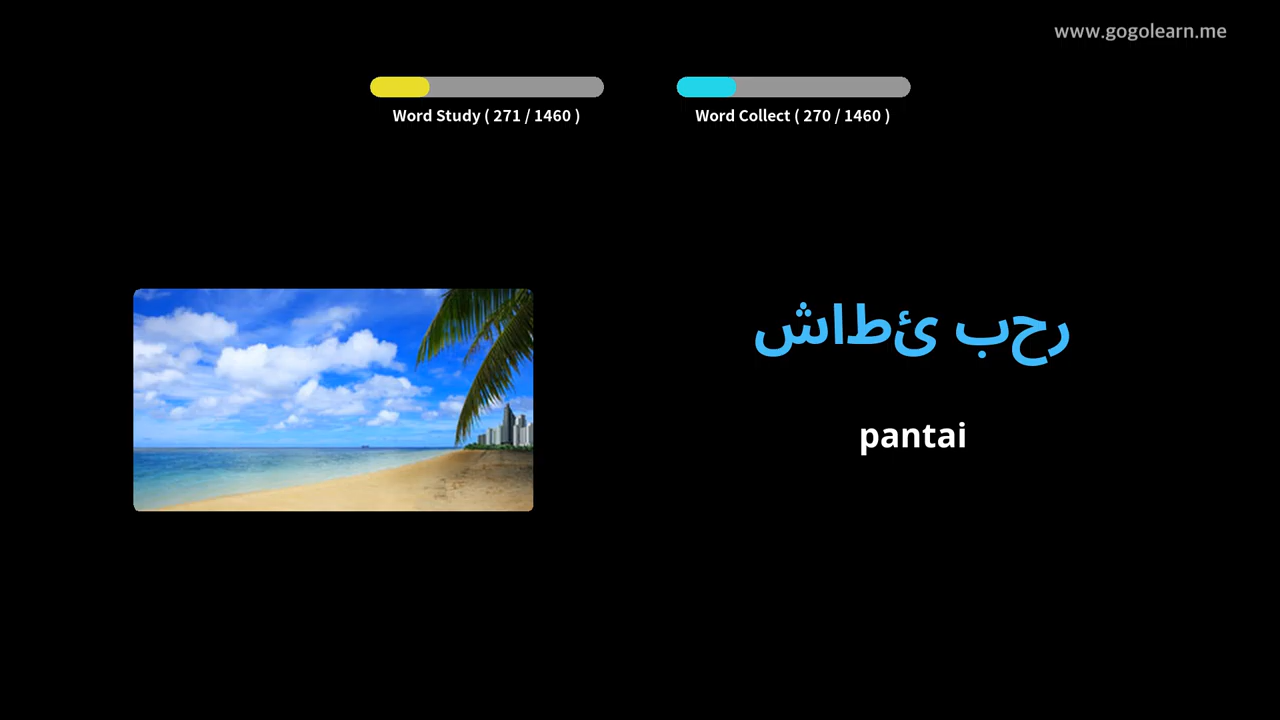 www.gogolearn.me
Word Study ( 271 / 1460 )
Word Collect ( 270 / 1460 )
رحب ئطاش
pantai